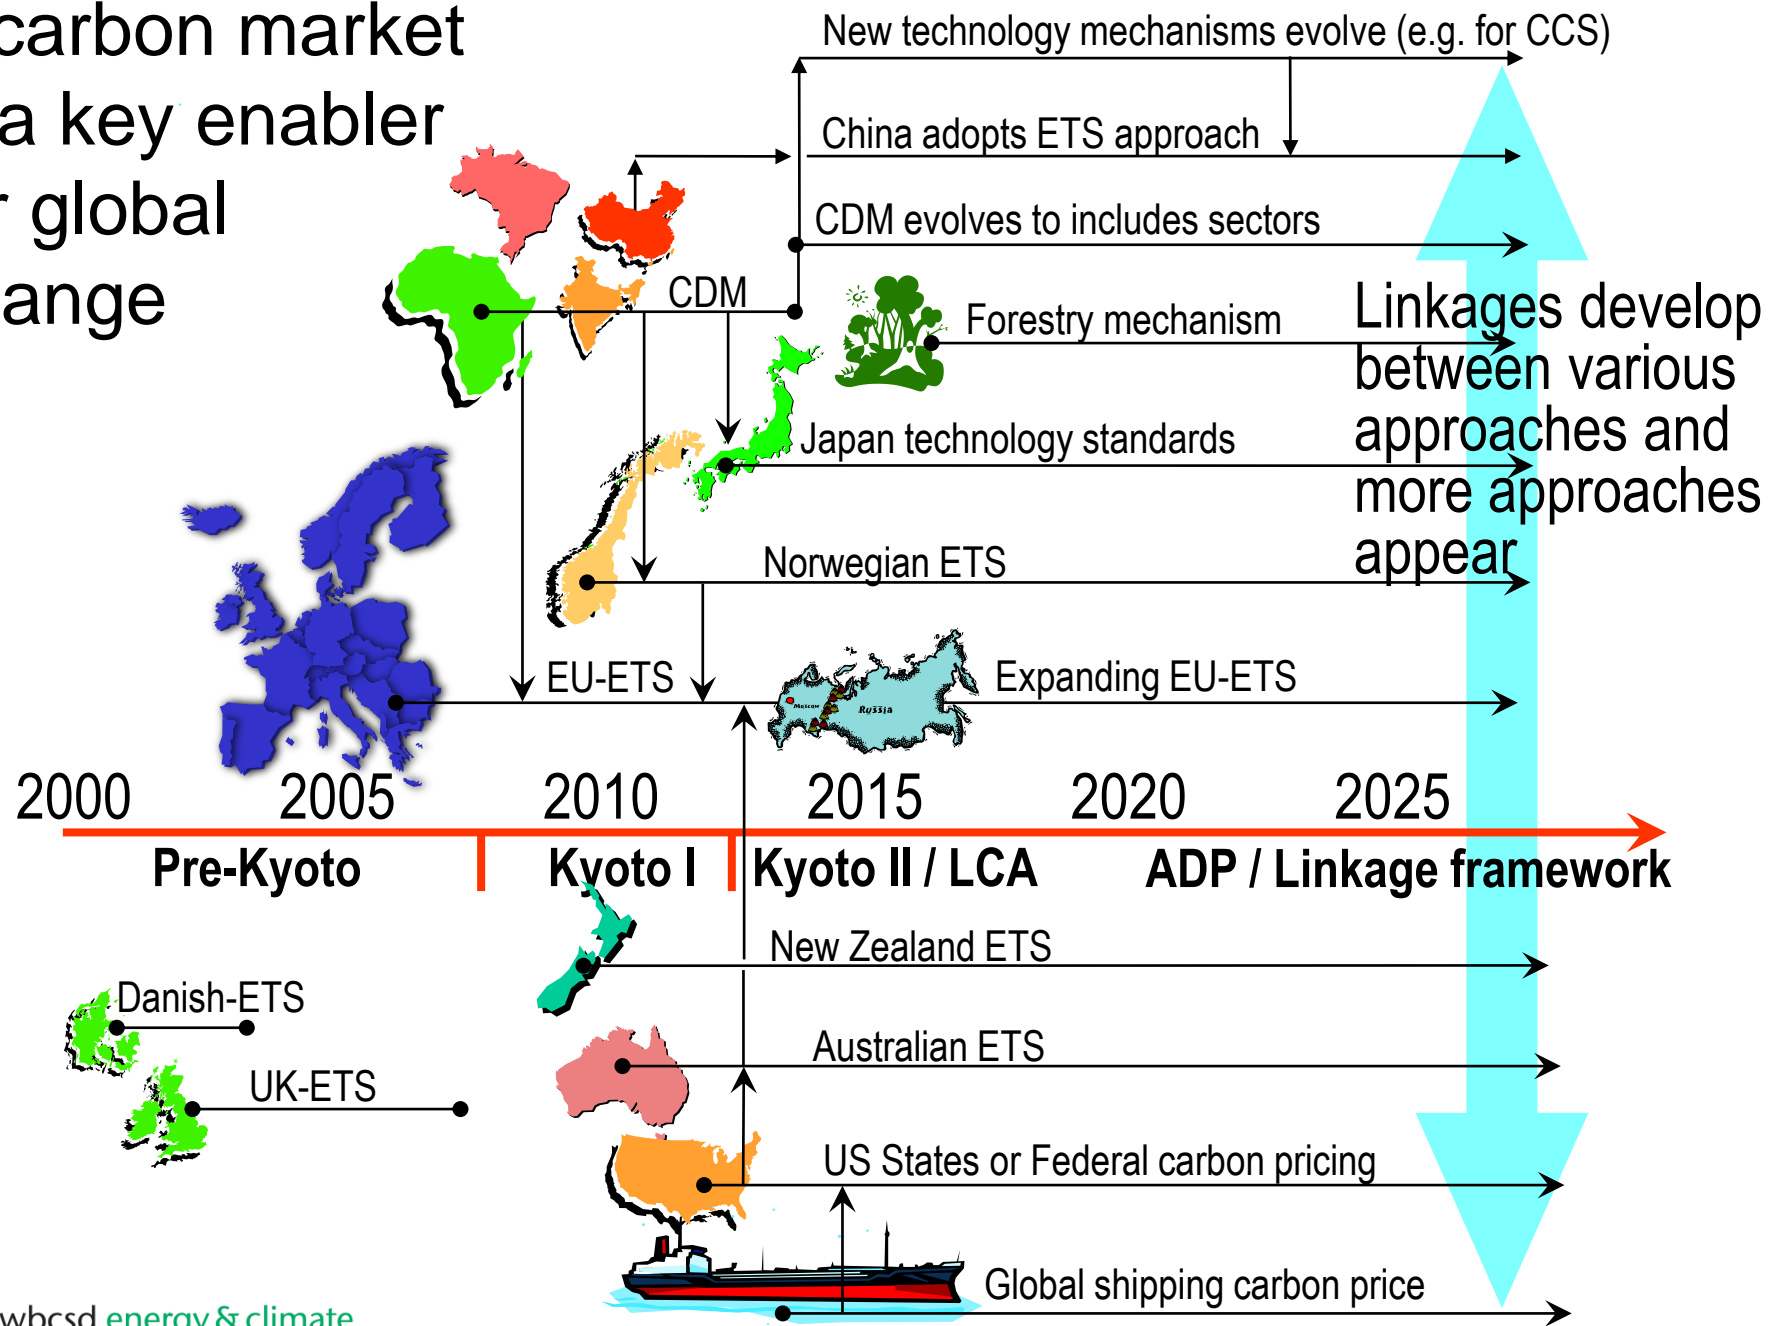 carbon market
a key enabler
r global
ange
New technology mechanisms evolve (e.g. for CCS)
China adopts ETS approach
CDM evolves to includes sectors
CDM
Forestry mechanism
Linkages develop
between various
approaches and
more approaches
appear
Japan technology standards
Norwegian ETS
EU-ETS
Moscow
Russia
Expanding EU-ETS
2000 2005 2010 2015 2020 2025
Pre-Kyoto Kyoto I Kyoto II / LCA ADP / Linkage framework
New Zealand ETS
Danish-ETS
Australian ETS
UK-ETS
US States or Federal carbon pricing
Global shipping carbon price
wbcsd energy & climate